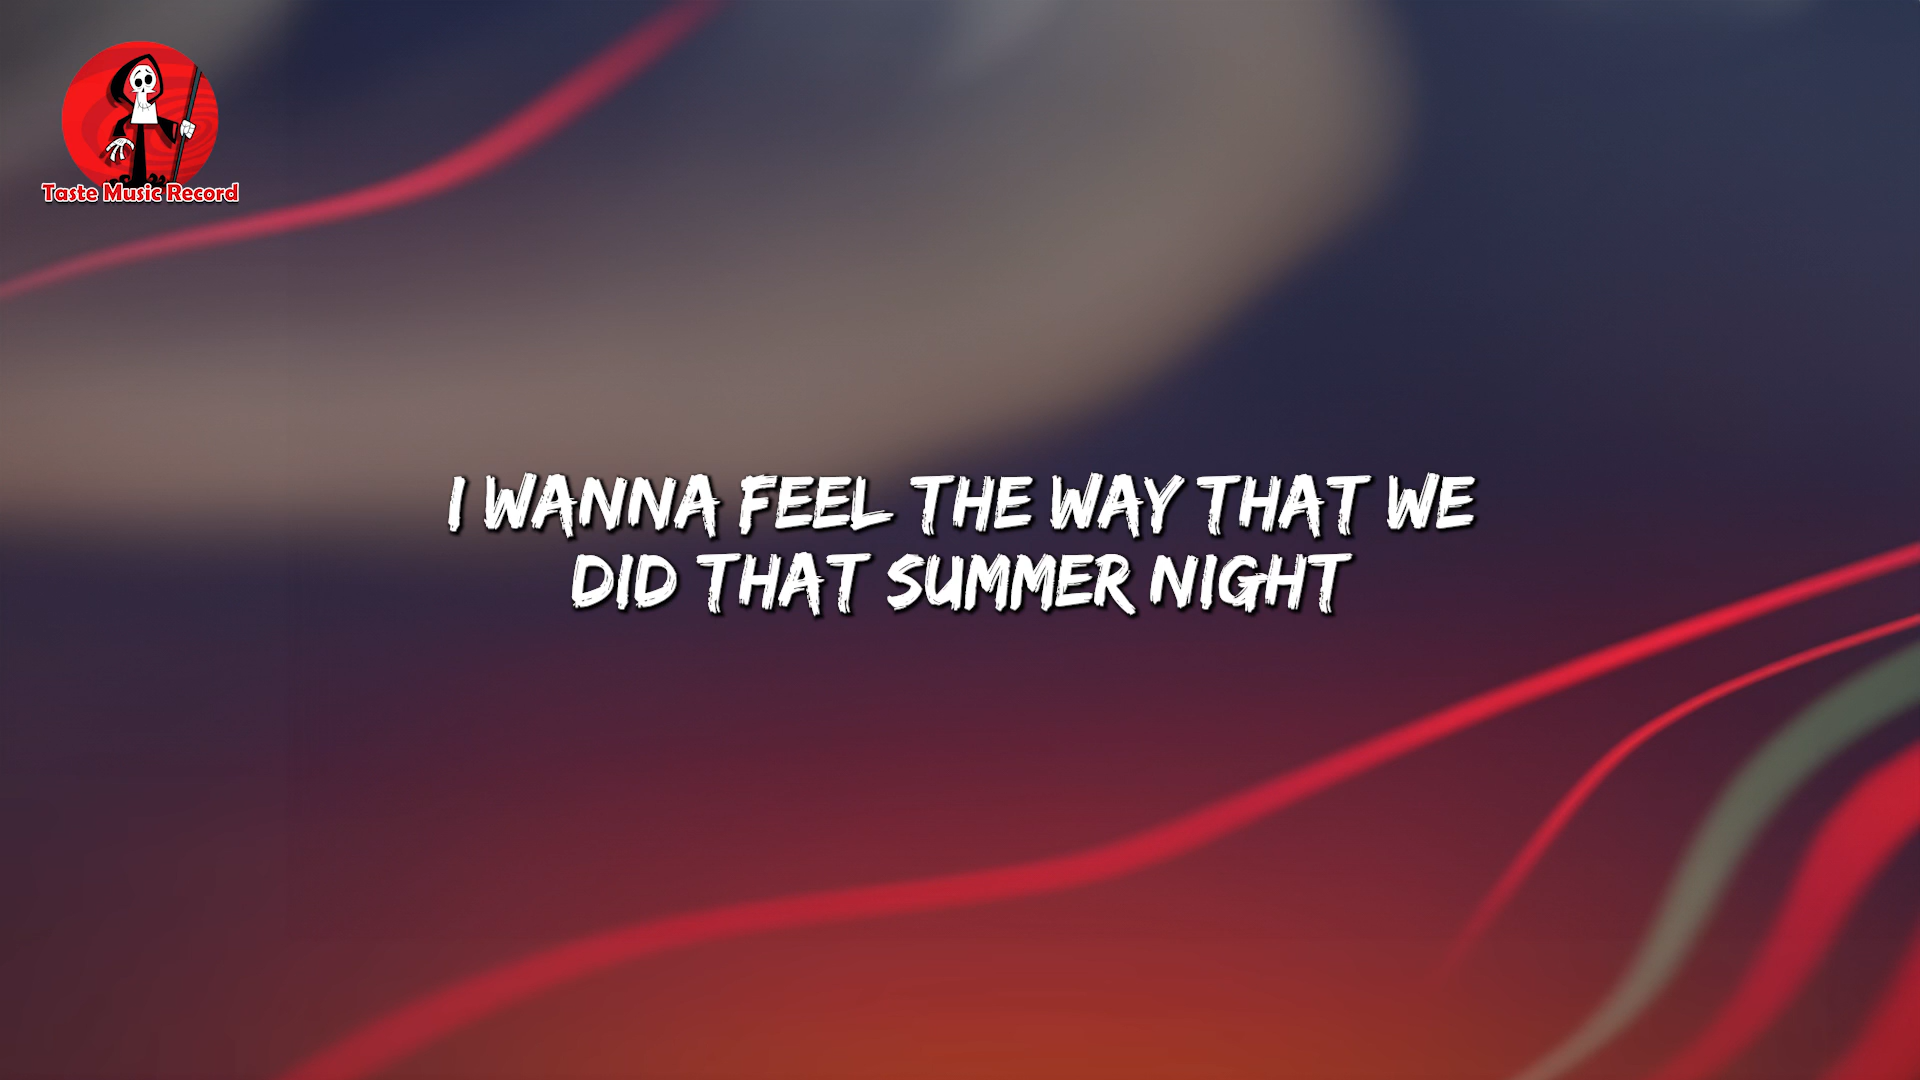 Taste Music Record
I WANNA FEEL THE WAY THAT WE
DID THAT SUMMER NIGHT